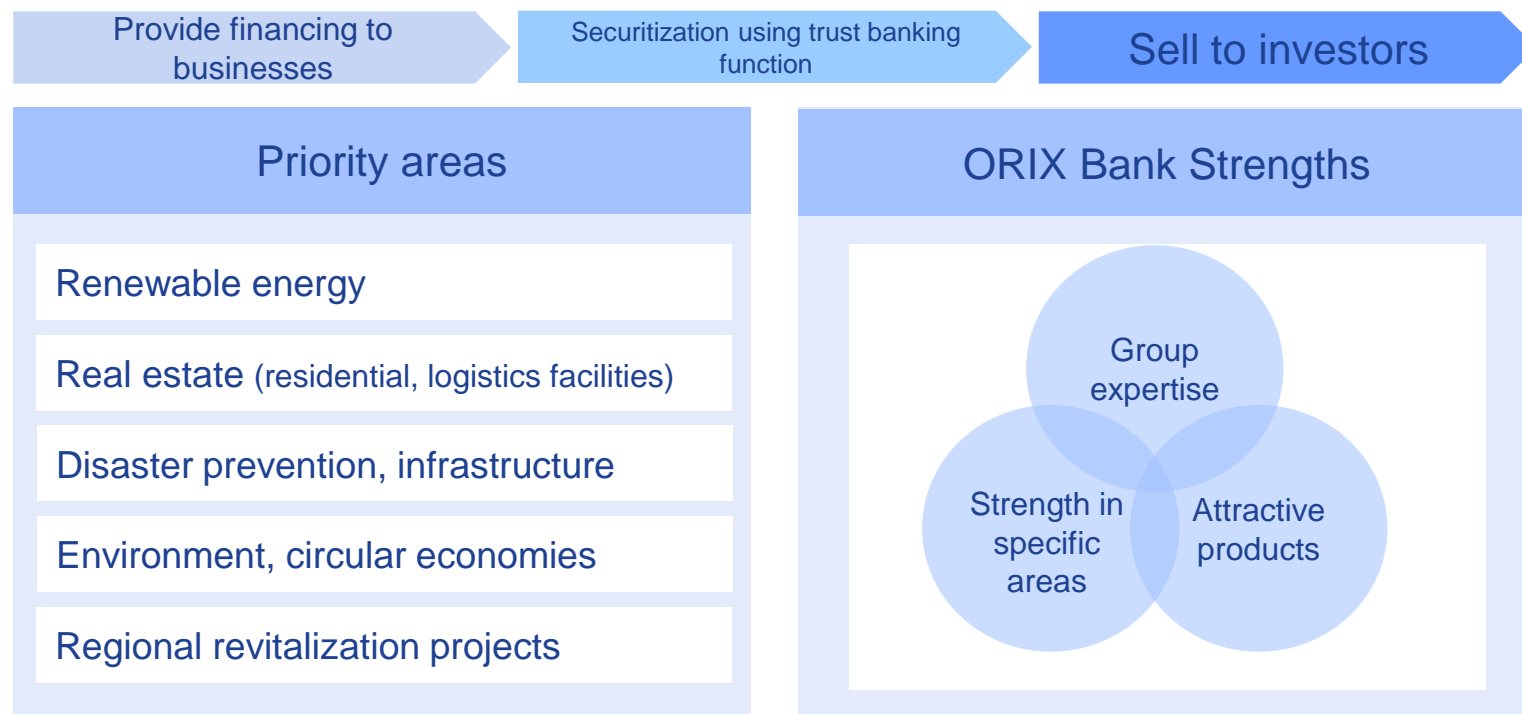 Provide financing to
businesses
Securitization using trust banking
function
Sell to investors
Priority areas
Renewable energy
Real estate (residential, logistics facilities)
Disaster prevention, infrastructure
Environment, circular economies
Regional revitalization projects
ORIX Bank Strengths
Group
expertise
Strength in
specific
areas
Attractive
products